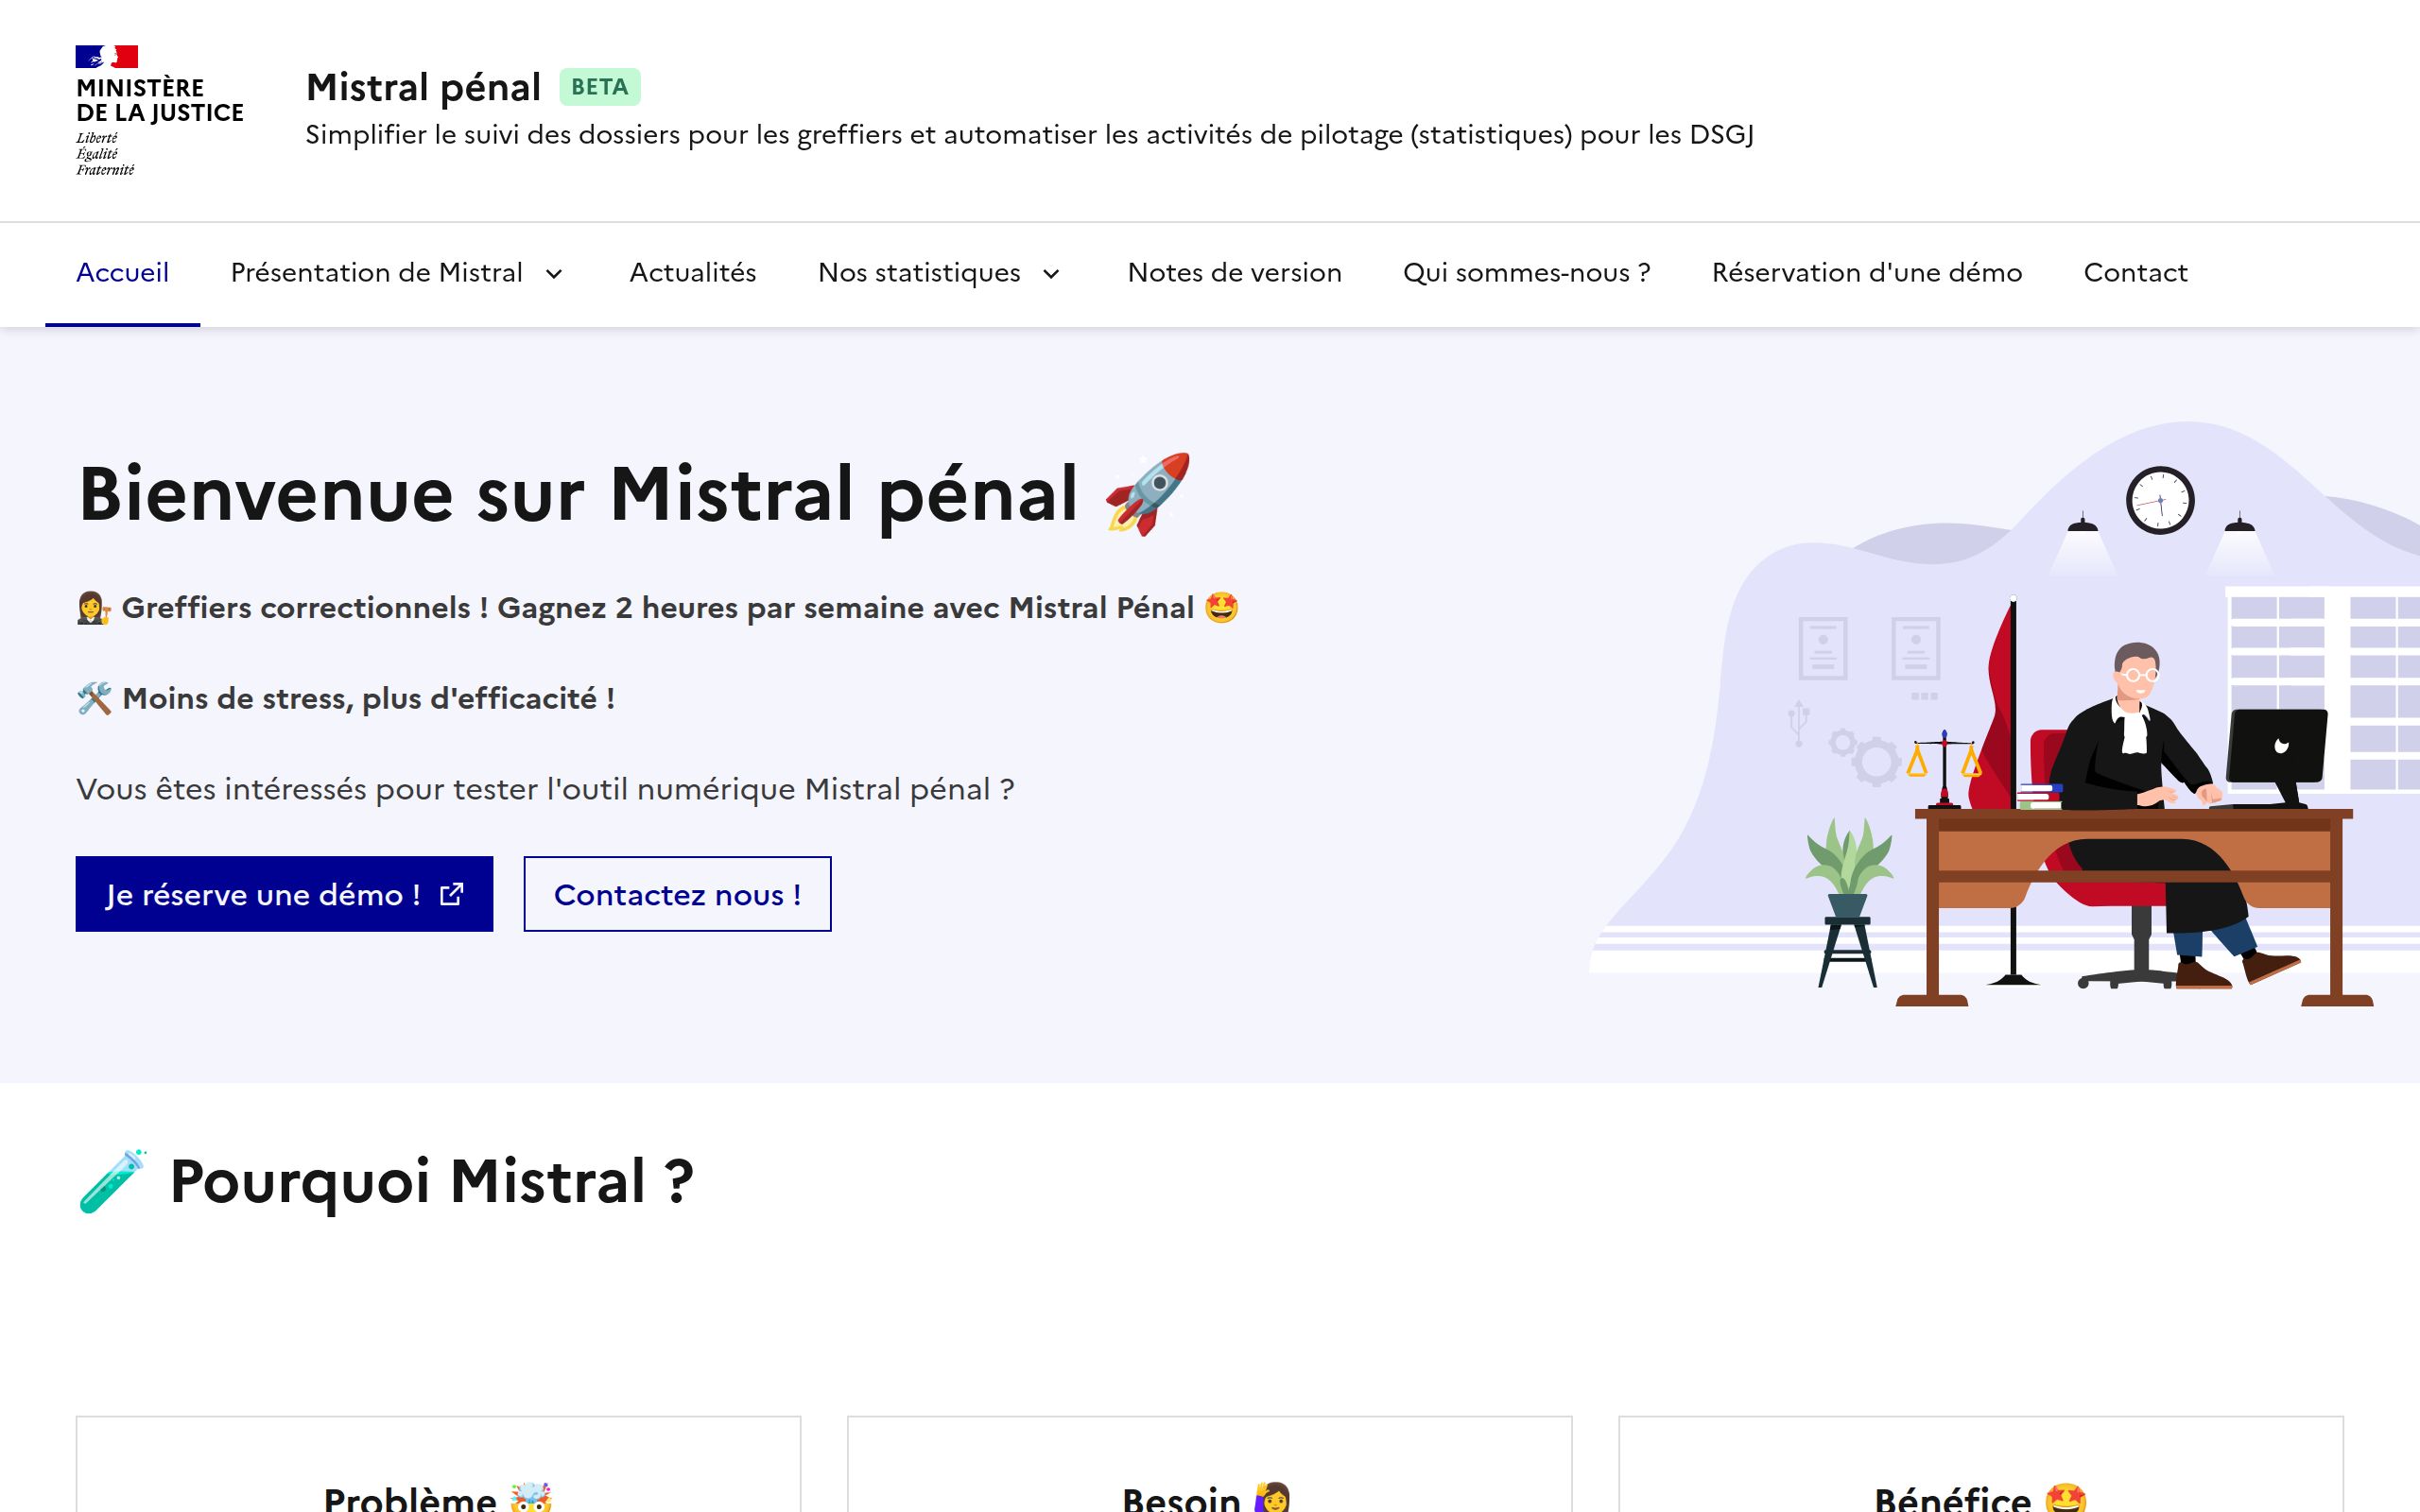 MINISTÈRE
DE LA JUSTICE
Liberté
Égalité
Fraternité
Mistral pénal BETA
Simplifier le suivi des dossiers pour les greffiers et automatiser les activités de pilotage (statistiques) pour les DSGJ
Accueil Présentation de Mistral Actualités Nos statistiques Notes de version Qui sommes-nous ? Réservation d'une démo Contact
Bienvenue sur Mistral pénal 🚀
👩‍⚖️ Greffiers correctionnels ! Gagnez 2 heures par semaine avec Mistral Pénal 🤩
🛠️ Moins de stress, plus d'efficacité !
Vous êtes intéressés pour tester l'outil numérique Mistral pénal ?
Je réserve une démo ! Contactez nous !
🧪 Pourquoi Mistral ?
Problème 🤯 Besoin 🙋‍♀️ Bénéfice 🤩